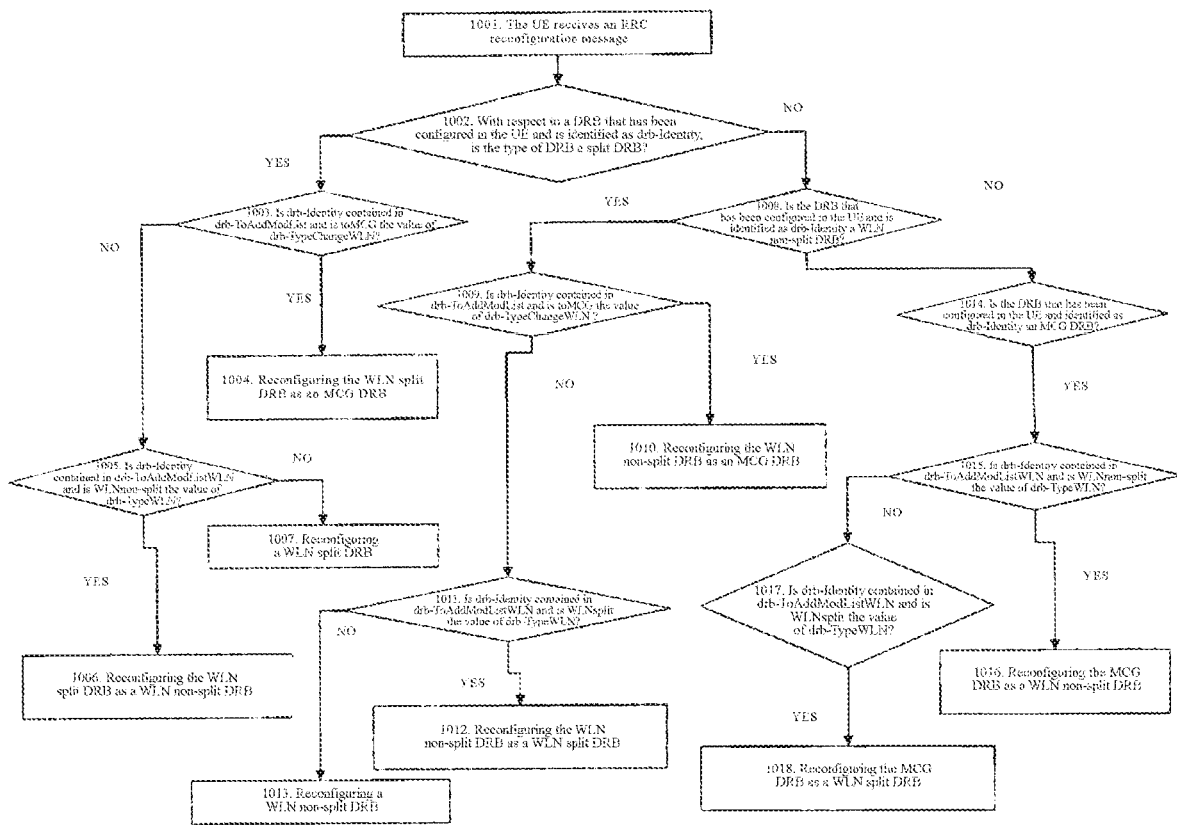 1001. The UE receives an RRC
reconfiguration message
1002. With respect to a DRB that has been
configured in the UE and is identified as drb-Identity,
is the type of DRB a split DRB?
NO
YES
NO
1003. Is drb-Identity contained in
drb-ToAddModList and is toMCG the value of
drb-TypeChangeWLN?
YES
1008. Is the DRB that
has been configured in the UE and is
identified as drb-Identity a WLN
non-split DRB?
NO
YES
1009. Is drb-Identity contained in
drb-ToAddModList and is toMCG the value
of drb-TypeChangeWLN ?
1014. Is the DRB that has been
configured in the UE and identified as
drb-Identity an MCG DRB?
1004. Reconfiguring the WLN split
DRB as an MCG DRB
NO
YES
YES
1010. Reconfiguring the WLN
non-split DRB as an MCG DRB
1005. Is drb-Identity
contained in drb-ToAddModListWLN
and is WLNnon-split the value of
drb-TypeWLN?
NO
1015. Is drb-Identity contained in
drb-ToAddModListWLN and is WLNnon-split
the value of drb-TypeWLN?
1007. Reconfiguring
a WLN split DRB
NO
YES
YES
1011. Is drb-Identity contained in
drb-ToAddModListWLN and is WLNsplit
the value of drb-TypeWLN?
1017. Is drb-Identity contained in
drb-ToAddModListWLN and is
WLNsplit the value
of drb-TypeWLN?
NO
1006. Reconfiguring the WLN
split DRB as a WLN non-split DRB
YES
1016. Reconfiguring the MCG
DRB as a WLN non-split DRB
1012. Reconfiguring the WLN
non-split DRB as a WLN split DRB
YES
1018. Reconfiguring the MCG
DRB as a WLN split DRB
1013. Reconfiguring a
WLN non-split DRB